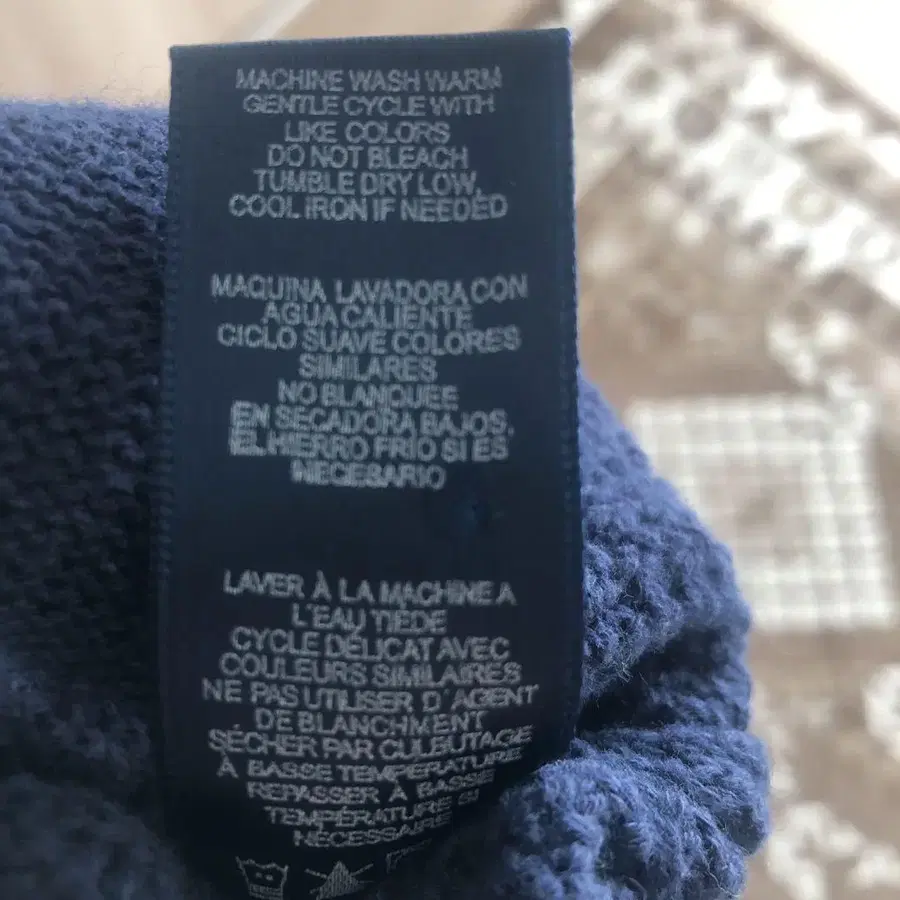 MACHINE WASH WARM
GENTLE CYCLE WITH
LIKE COLORS
DO NOT BLEACH
TUMBLE DRY LOW,
COOL IRON IF NEEDED
MAQUINA LAVADORA CON
AGUA CALIENTE
CICLO SUAVE COLORES
SIMILARES
NO BLANQUEE
EN SECADORA BAJOS,
EL HIERRO FRIO SI ES
NECESARIO
LAVER À LA MACHINE A
L'EAU TIÈDE
CYCLE DÉLICAT AVEC
COULEURS SIMILAIRES
NE PAS UTILISER D'AGENT
DE BLANCHMENT
SÉCHER PAR CULBUTAGE
À BASSE TEMPÉRATURE
REPASSER À BASSE
TEMPÉRATURE SI
NÉCESSAIRE